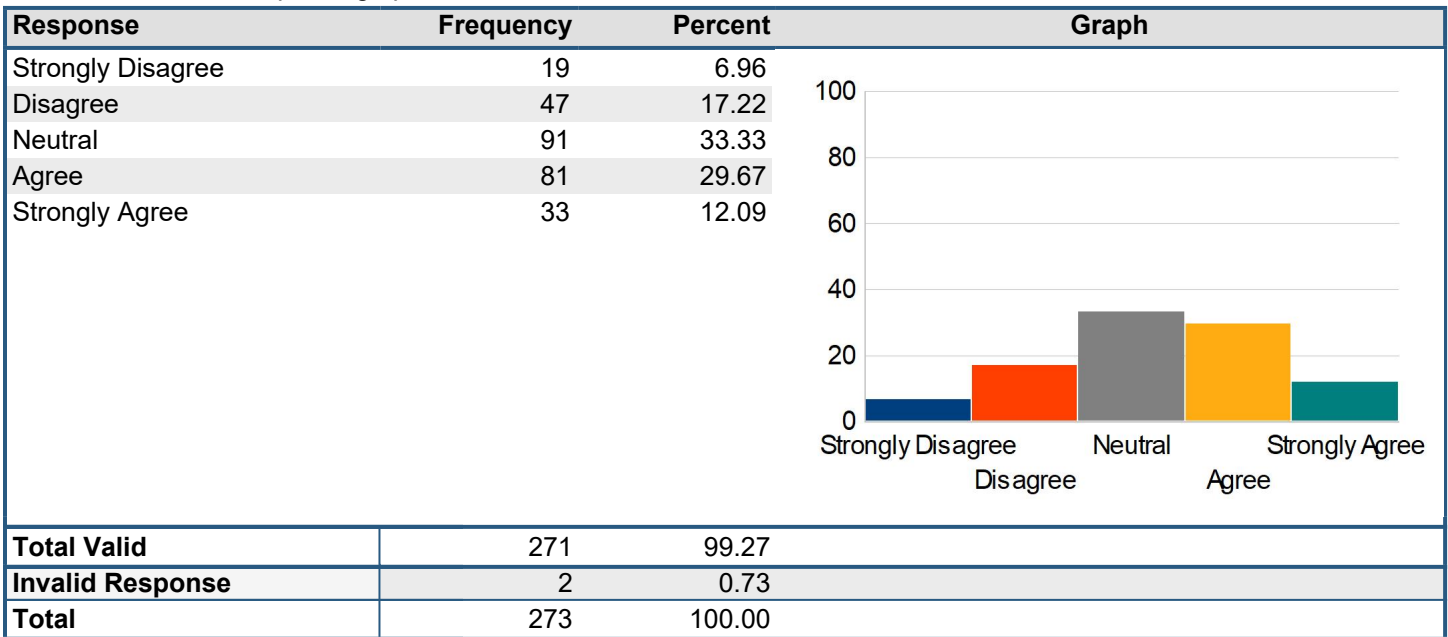 Response Frequency Percent Graph
Strongly Disagree 19 6.96
Disagree 47 17.22
Neutral 91 33.33
Agree 81 29.67
Strongly Agree 33 12.09
100
80
60
40
20
0
Strongly Disagree Neutral Strongly Agree
Disagree Agree
Total Valid 271 99.27
Invalid Response 2 0.73
Total 273 100.00